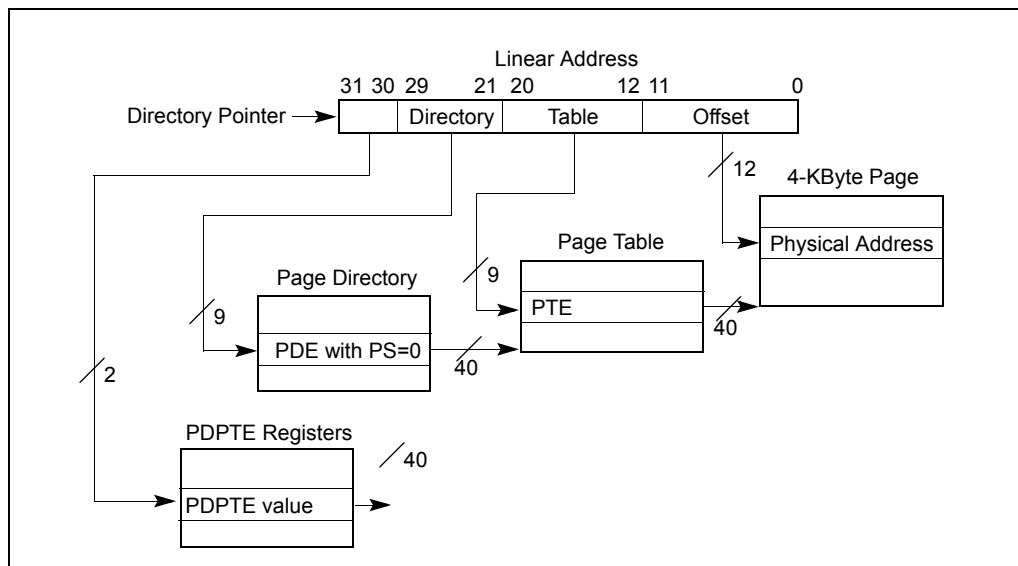 Linear Address
31 30 29 21 20 12 11 0
Directory Pointer Directory Table Offset
12
4-KByte Page
Physical Address
Page Table
9
PTE
40
Page Directory
9
PDE with PS=0
40
2
PDPTE Registers
40
PDPTE value